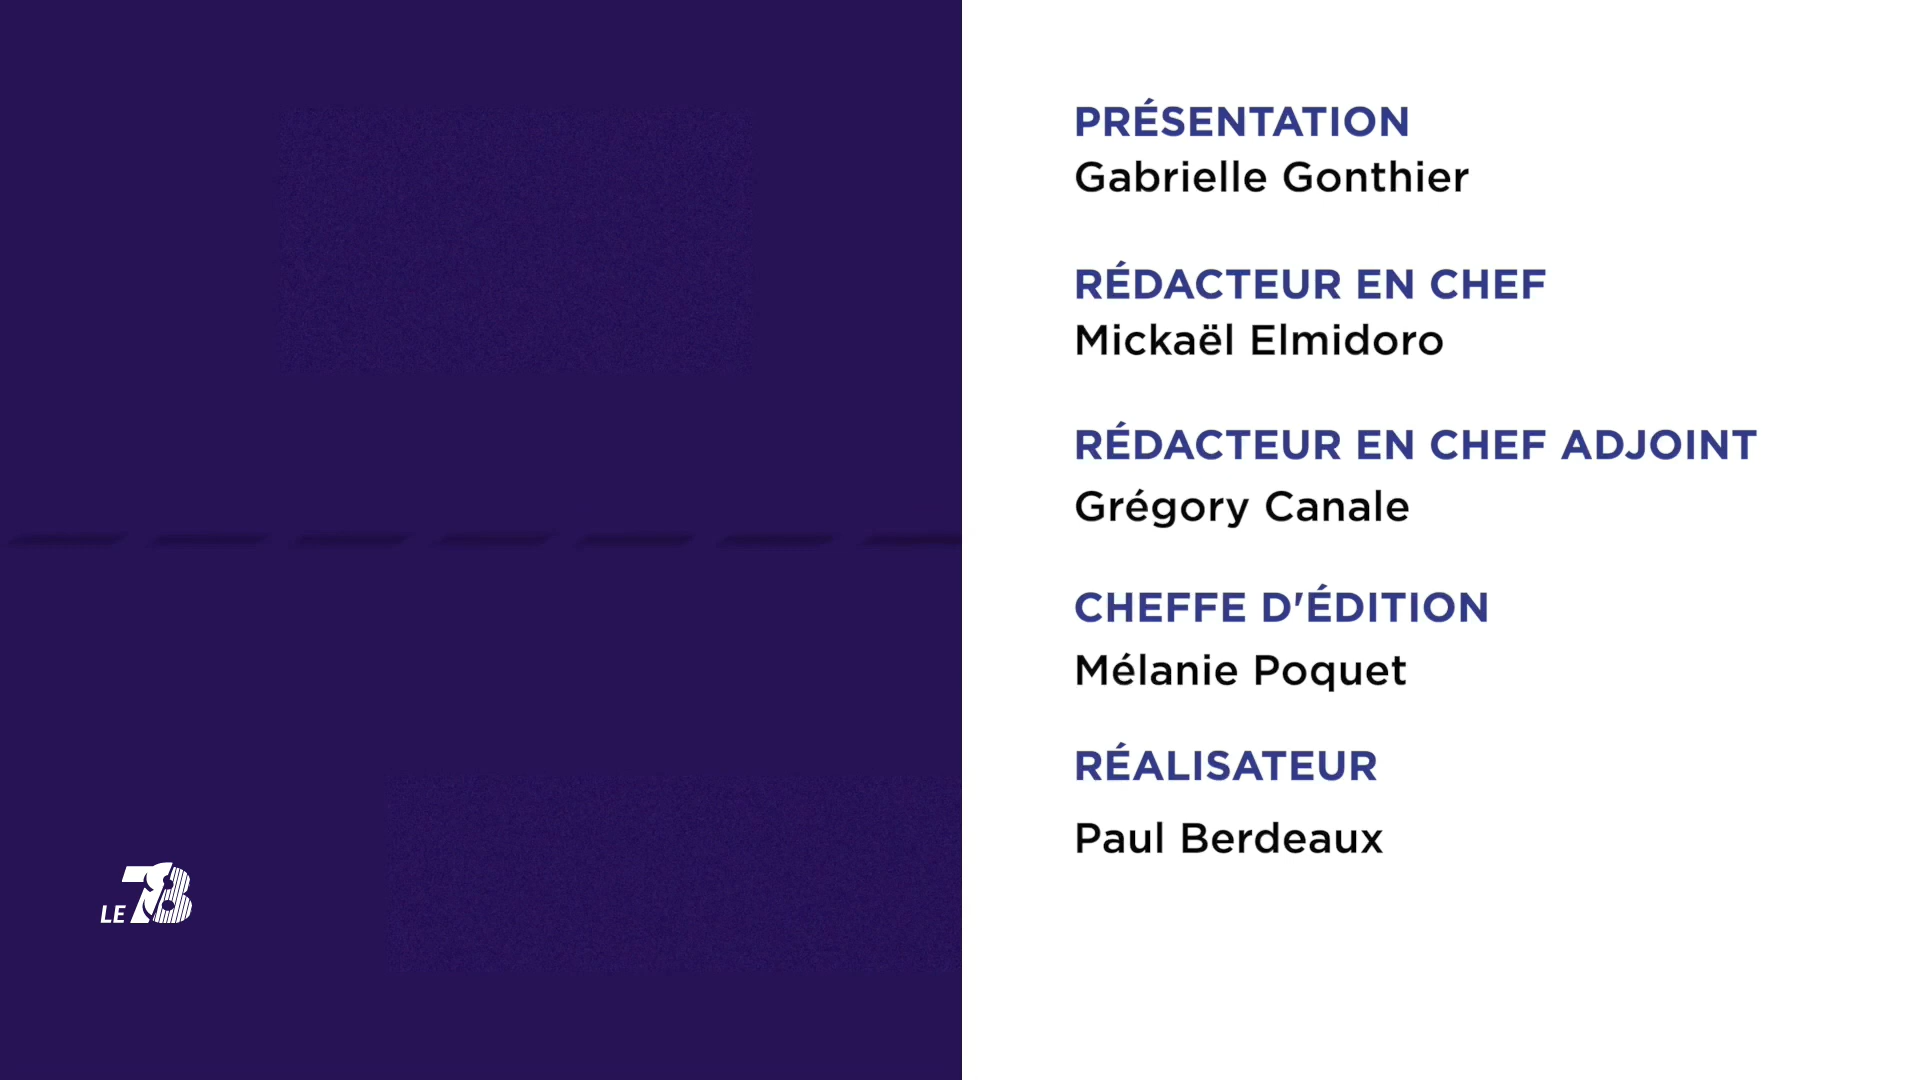 PRÉSENTATION
Gabrielle Gonthier
RÉDACTEUR EN CHEF
Mickaël Elmidoro
RÉDACTEUR EN CHEF ADJOINT
Grégory Canale
CHEFFE D'ÉDITION
Mélanie Poquet
RÉALISATEUR
Paul Berdeaux
LE 78